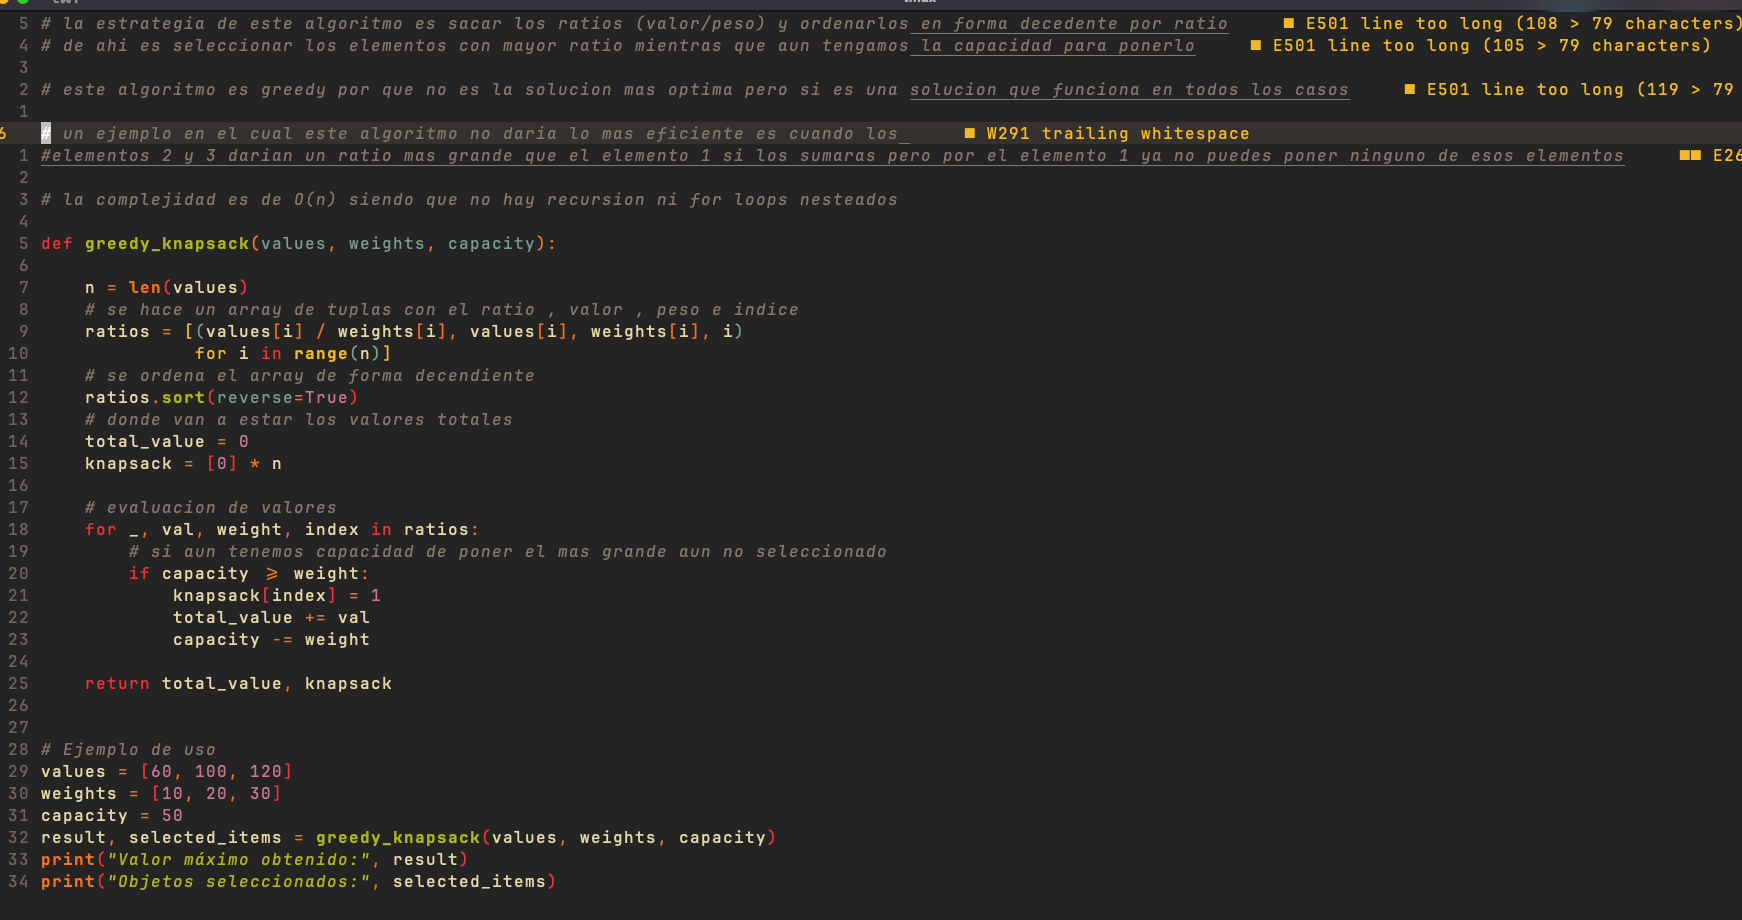 5 # la estrategia de este algoritmo es sacar los ratios (valor/peso) y ordenarlos en forma decedente por ratio ■ E501 line too long (108 > 79 characters)
4 # de ahi es seleccionar los elementos con mayor ratio mientras que aun tengamos la capacidad para ponerlo ■ E501 line too long (105 > 79 characters)
3
2 # este algoritmo es greedy por que no es la solucion mas optima pero si es una solucion que funciona en todos los casos ■ E501 line too long (119 > 79
1
6 # un ejemplo en el cual este algoritmo no daria lo mas eficiente es cuando los_ ■ W291 trailing whitespace
1 #elementos 2 y 3 darian un ratio mas grande que el elemento 1 si los sumaras pero por el elemento 1 ya no puedes poner ninguno de esos elementos ■■ E26
2
3 # la complejidad es de O(n) siendo que no hay recursion ni for loops nesteados
4
5 def greedy_knapsack(values, weights, capacity):
6
7     n = len(values)
8     # se hace un array de tuplas con el ratio , valor , peso e indice
9     ratios = [(values[i] / weights[i], values[i], weights[i], i)
10               for i in range(n)]
11     # se ordena el array de forma decendiente
12     ratios.sort(reverse=True)
13     # donde van a estar los valores totales
14     total_value = 0
15     knapsack = [0] * n
16
17     # evaluacion de valores
18     for _, val, weight, index in ratios:
19         # si aun tenemos capacidad de poner el mas grande aun no seleccionado
20         if capacity ⩾ weight:
21             knapsack[index] = 1
22             total_value += val
23             capacity -= weight
24
25     return total_value, knapsack
26
27
28 # Ejemplo de uso
29 values = [60, 100, 120]
30 weights = [10, 20, 30]
31 capacity = 50
32 result, selected_items = greedy_knapsack(values, weights, capacity)
33 print("Valor máximo obtenido:", result)
34 print("Objetos seleccionados:", selected_items)